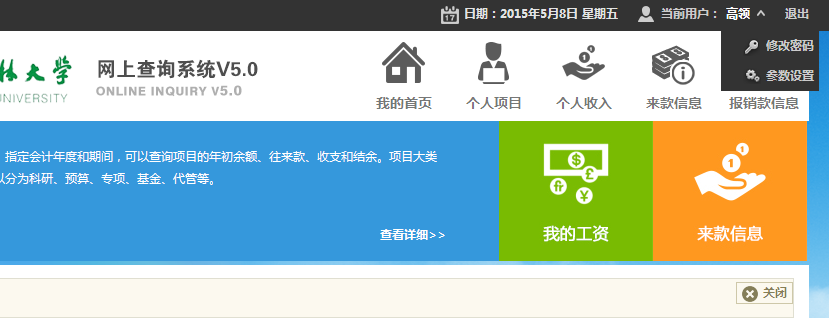 日期：2015年5月8日 星期五 当前用户： 高领 退出
修改密码
参数设置
林大学 网上查询系统V5.0
UNIVERSITY ONLINE INQUIRY V5.0
我的首页 个人项目 个人收入 来款信息 报销款信息
指定会计年度和期间，可以查询项目的年初余额、往来款、收支和结余。项目大类
以分为科研、预算、专项、基金、代管等。
查看详细>>
我的工资 来款信息
关闭